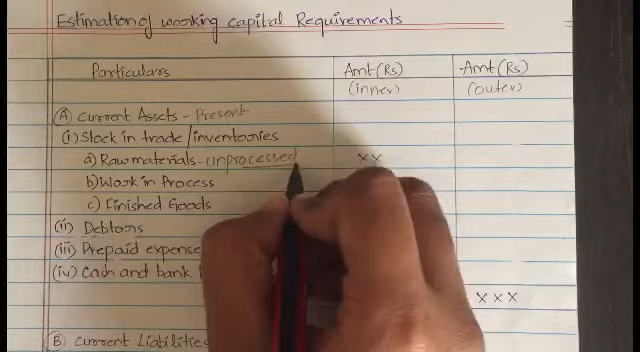 Estimation of working capital Requirements
Particulars Amt(Rs) Amt(Rs)
(inner) (outer)
(A) Current Assets - Present
(i) Stock in trade/inventories
a) Raw materials - unprocessed xx
b) Work in Process
c) Finished Goods
(ii) Debtors
(iii) Prepaid expense
(iv) Cash and bank
xxx
(B) Current Liabilities